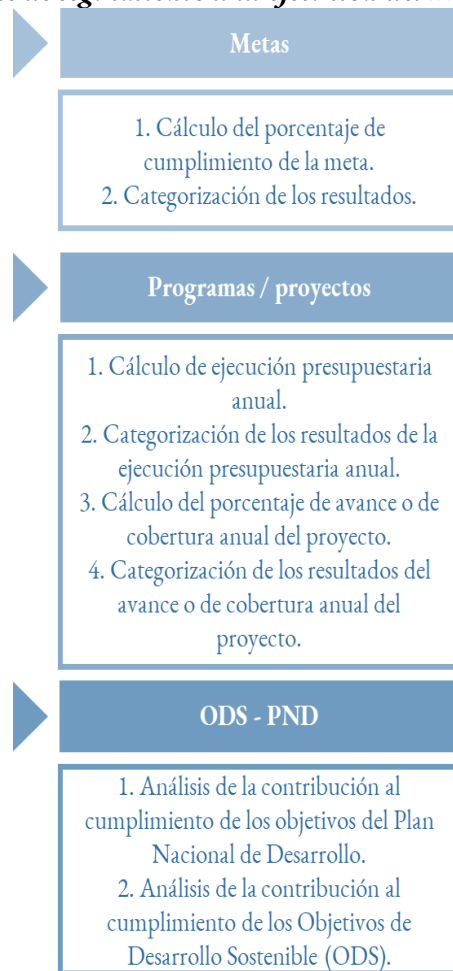 Metas
1. Cálculo del porcentaje de
cumplimiento de la meta.
2. Categorización de los resultados.
Programas / proyectos
1. Cálculo de ejecución presupuestaria
anual.
2. Categorización de los resultados de la
ejecución presupuestaria anual.
3. Cálculo del porcentaje de avance o de
cobertura anual del proyecto.
4. Categorización de los resultados del
avance o de cobertura anual del
proyecto.
ODS - PND
1. Análisis de la contribución al
cumplimiento de los objetivos del Plan
Nacional de Desarrollo.
2. Análisis de la contribución al
cumplimiento de los Objetivos de
Desarrollo Sostenible (ODS).